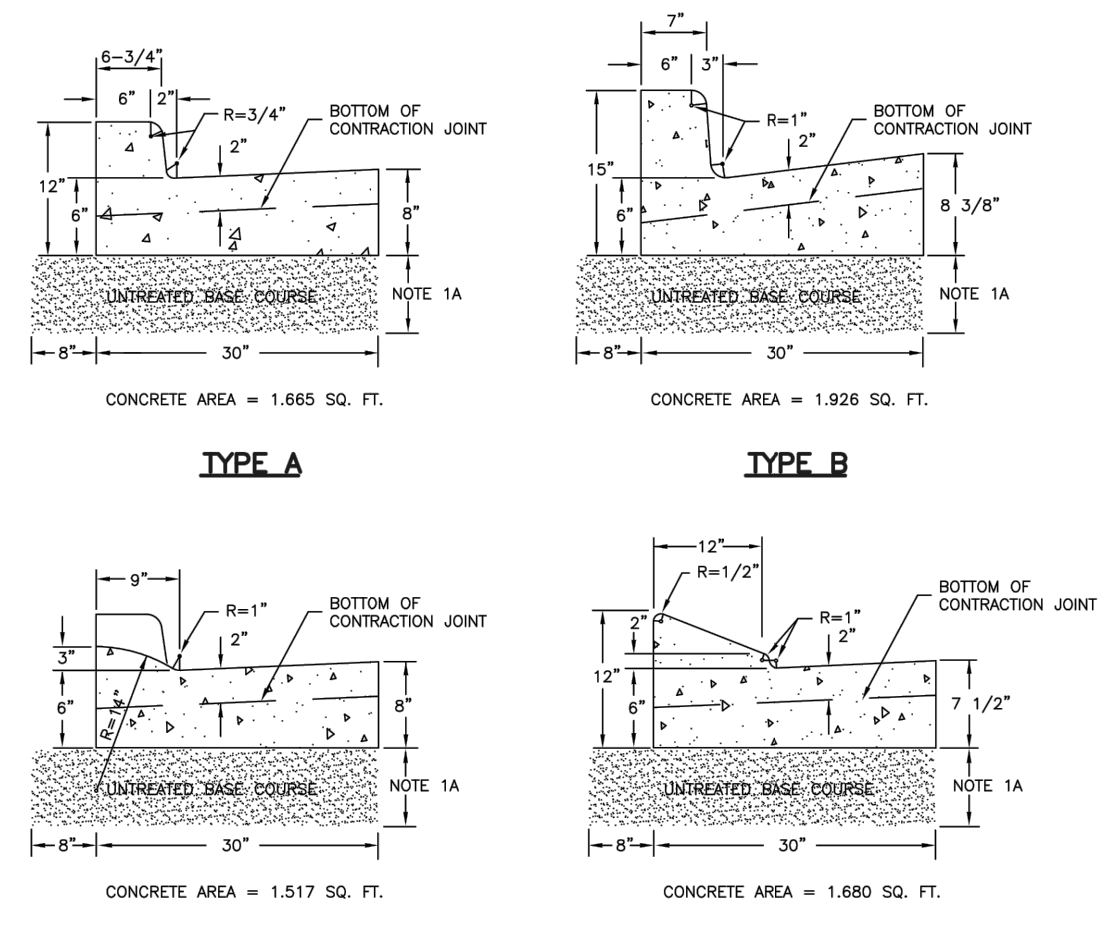 6-3/4"
6" 2"
R=3/4"
BOTTOM OF
CONTRACTION JOINT
2"
12"
6"
8"
UNTREATED BASE COURSE
NOTE 1A
8" 30"
CONCRETE AREA = 1.665 SQ. FT.
TYPE A
7"
6" 3"
R=1"
BOTTOM OF
CONTRACTION JOINT
2"
15"
6"
8 3/8"
UNTREATED BASE COURSE
NOTE 1A
8" 30"
CONCRETE AREA = 1.926 SQ. FT.
TYPE B
9"
R=1"
BOTTOM OF
CONTRACTION JOINT
2"
3"
6"
R=14"
8"
UNTREATED BASE COURSE
NOTE 1A
8" 30"
CONCRETE AREA = 1.517 SQ. FT.
12"
R=1/2"
R=1"
BOTTOM OF
CONTRACTION JOINT
2"
2"
12"
6"
7 1/2"
UNTREATED BASE COURSE
NOTE 1A
8" 30"
CONCRETE AREA = 1.680 SQ. FT.